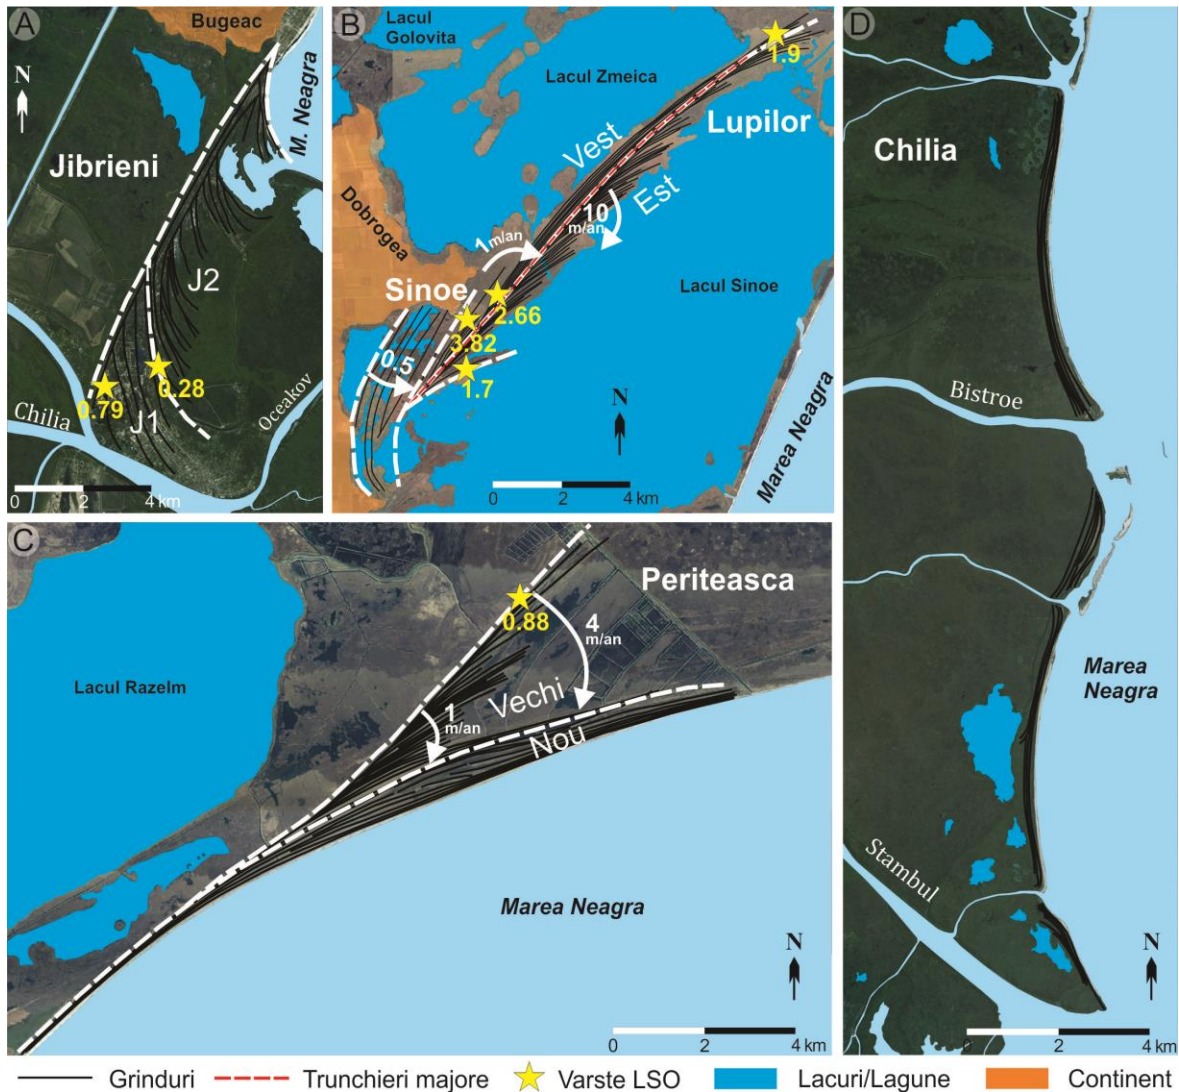 A
Bugeac
N
M. Neagra
Jibrieni
J2
0.28
0.79
J1
Chilia
Oceakov
0 2 4 km
B
Lacul
Golovita
1.9
Lacul Zmeica
Lupilor
Vest
Est
Dobrogea
10
m/an
1 m/an
Sinoe
Lacul Sinoe
2.66
3.82
0.5
1.7
N
Marea Neagra
0 2 4 km
C
Periteasca
0.88
4
m/an
Lacul Razelm
Vechi
1
m/an
Nou
Marea Neagra
N
0 2 4 km
D
Chilia
Bistroe
Marea
Neagra
Stambul
N
0 2 4 km
Grinduri Trunchieri majore Varste LSO Lacuri/Lagune Continent